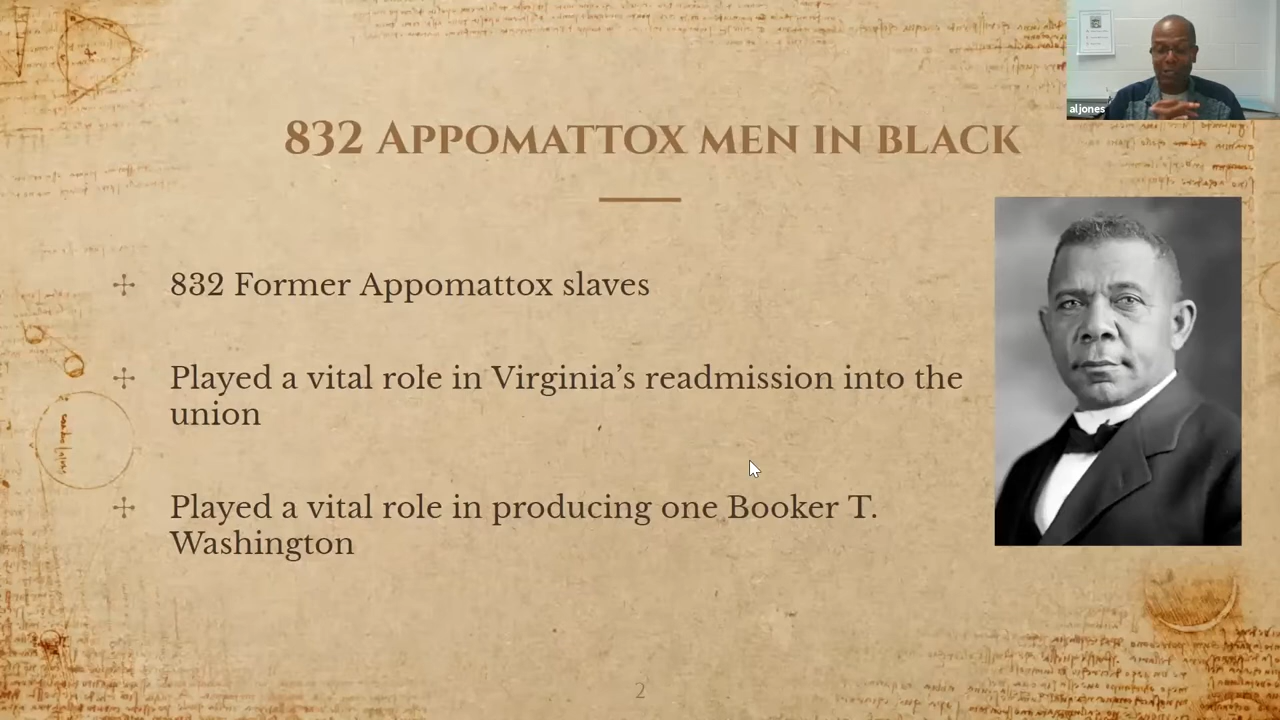 aljones
832 Appomattox men in black
832 Former Appomattox slaves
Played a vital role in Virginia’s readmission into the
union
Played a vital role in producing one Booker T.
Washington
2